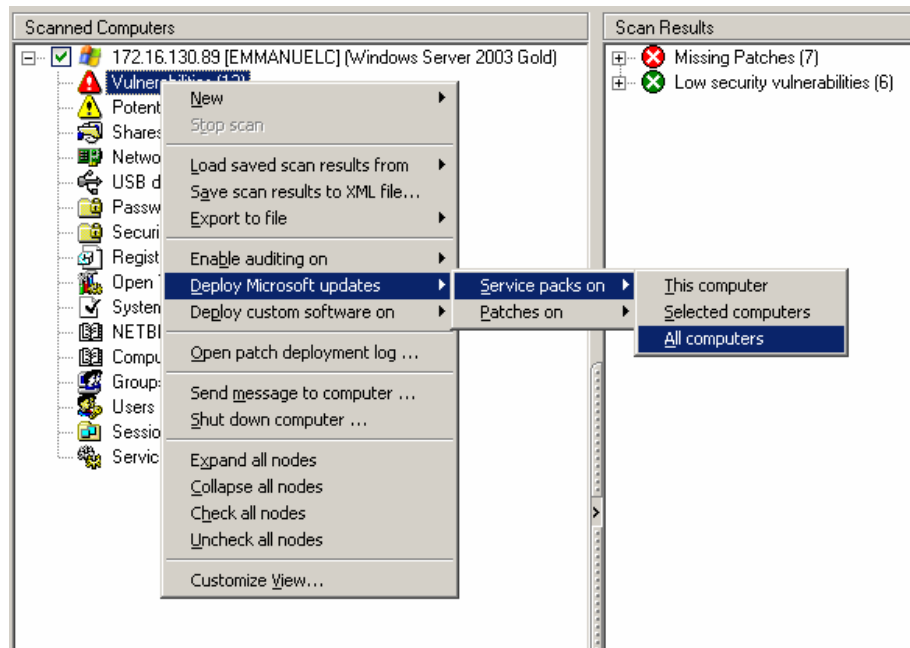 Scanned Computers
Scan Results
172.16.130.89 [EMMANUELC] (Windows Server 2003 Gold)
Missing Patches (7)
Low security vulnerabilities (6)
Potent
Shares
Netwo
USB d
Passw
Securi
Regist
Open
System
NETBI
Compu
Groups
Users
Sessio
Servic
New
Stop scan
Load saved scan results from
Save scan results to XML file...
Export to file
Enable auditing on
Deploy Microsoft updates
Deploy custom software on
Open patch deployment log ...
Send message to computer ...
Shut down computer ...
Expand all nodes
Collapse all nodes
Check all nodes
Uncheck all nodes
Customize View...
Service packs on
Patches on
This computer
Selected computers
All computers